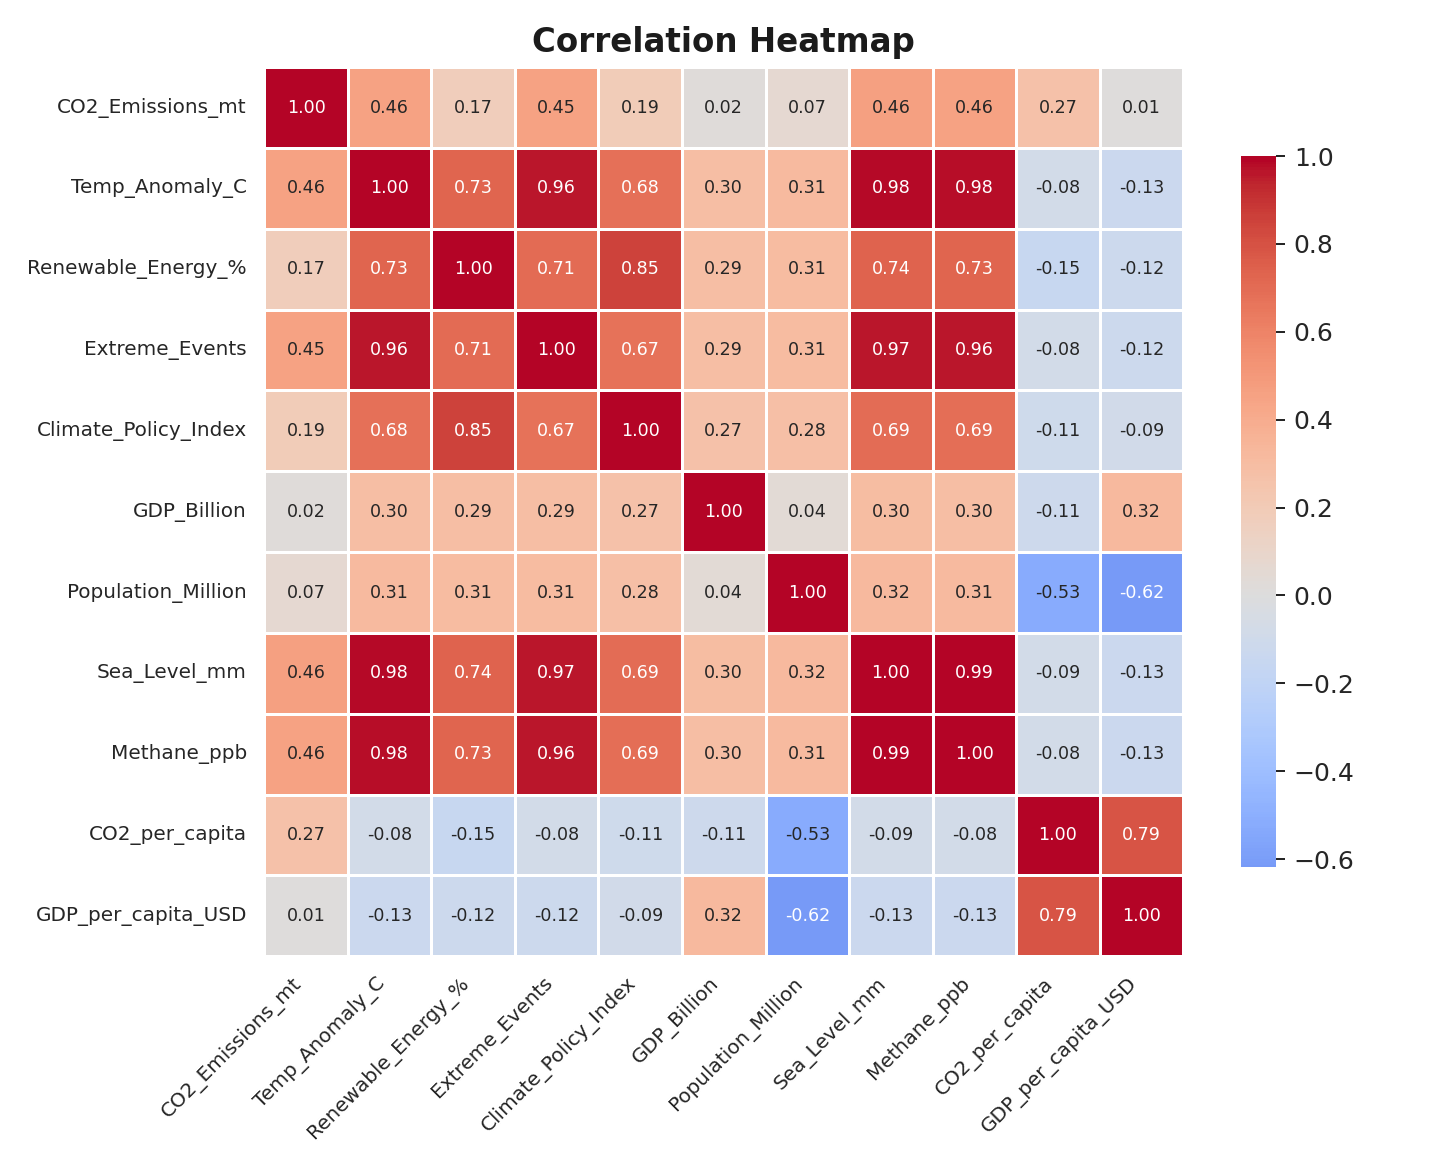 Correlation Heatmap
CO2_Emissions_mt 1.00 0.46 0.17 0.45 0.19 0.02 0.07 0.46 0.46 0.27 0.01
Temp_Anomaly_C 0.46 1.00 0.73 0.96 0.68 0.30 0.31 0.98 0.98 -0.08 -0.13
Renewable_Energy_% 0.17 0.73 1.00 0.71 0.85 0.29 0.31 0.74 0.73 -0.15 -0.12
Extreme_Events 0.45 0.96 0.71 1.00 0.67 0.29 0.31 0.97 0.96 -0.08 -0.12
Climate_Policy_Index 0.19 0.68 0.85 0.67 1.00 0.27 0.28 0.69 0.69 -0.11 -0.09
GDP_Billion 0.02 0.30 0.29 0.29 0.27 1.00 0.04 0.30 0.30 -0.11 0.32
Population_Million 0.07 0.31 0.31 0.31 0.28 0.04 1.00 0.32 0.31 -0.53 -0.62
Sea_Level_mm 0.46 0.98 0.74 0.97 0.69 0.30 0.32 1.00 0.99 -0.09 -0.13
Methane_ppb 0.46 0.98 0.73 0.96 0.69 0.30 0.31 0.99 1.00 -0.08 -0.13
CO2_per_capita 0.27 -0.08 -0.15 -0.08 -0.11 -0.11 -0.53 -0.09 -0.08 1.00 0.79
GDP_per_capita_USD 0.01 -0.13 -0.12 -0.12 -0.09 0.32 -0.62 -0.13 -0.13 0.79 1.00
CO2_Emissions_mt
Temp_Anomaly_C
Renewable_Energy_%
Extreme_Events
Climate_Policy_Index
GDP_Billion
Population_Million
Sea_Level_mm
Methane_ppb
CO2_per_capita
GDP_per_capita_USD
1.0
0.8
0.6
0.4
0.2
0.0
−0.2
−0.4
−0.6